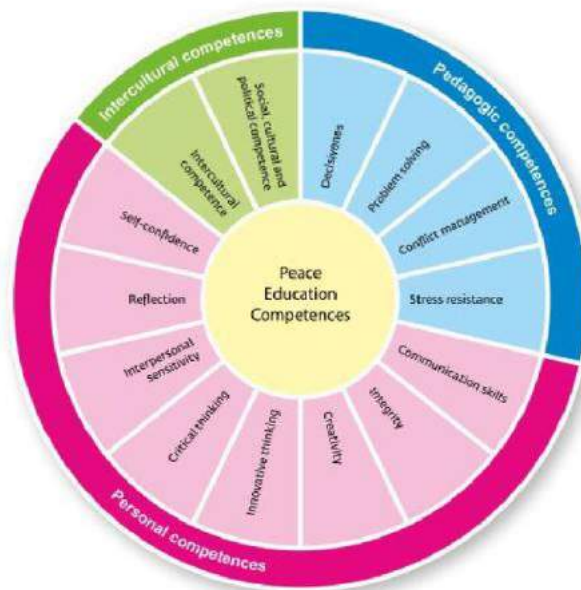 Intercultural competences
Pedagogic competences
Personal competences
Peace
Education
Competences
Social, cultural and
political competence
Intercultural
competence
Decisivenes
Problem solving
Conflict management
Stress resistance
Communication skills
Integrity
Creativity
Innovative thinking
Critical thinking
Interpersonal
sensitivity
Reflection
Self-confidence